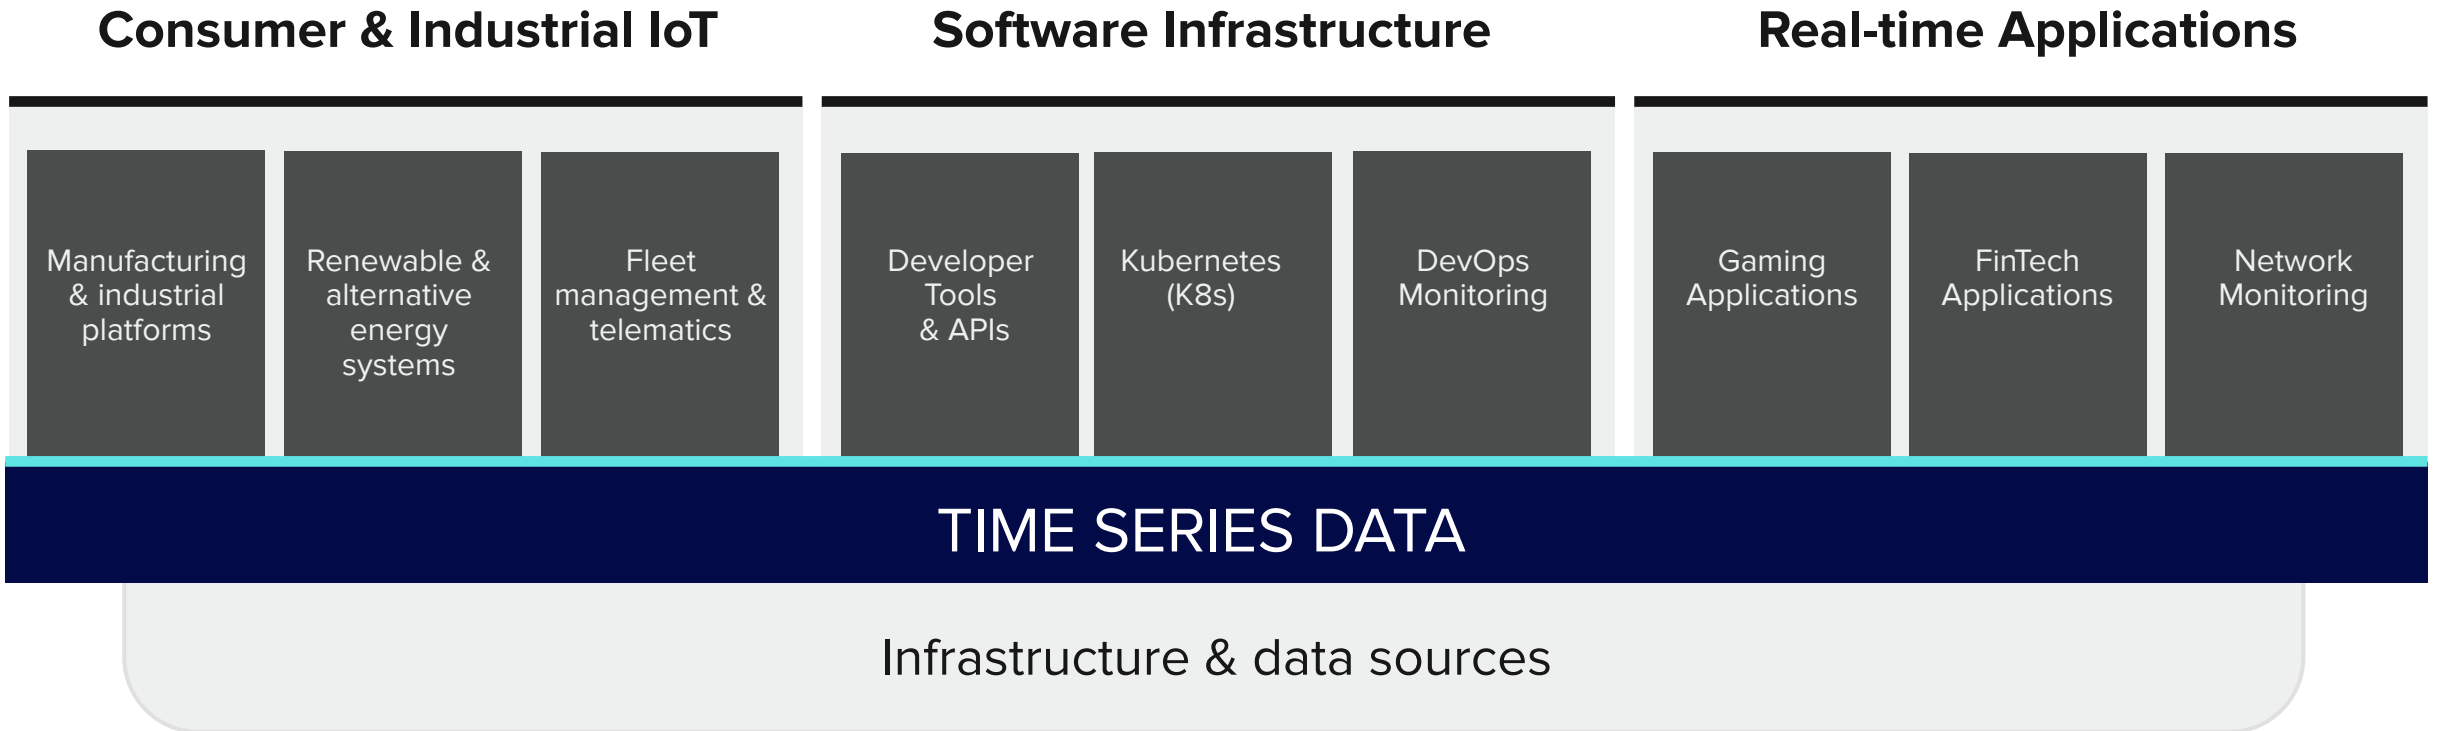 Consumer & Industrial IoT
Software Infrastructure
Real-time Applications
Manufacturing
& industrial
platforms
Renewable &
alternative
energy
systems
Fleet
management &
telematics
Developer
Tools
& APIs
Kubernetes
(K8s)
DevOps
Monitoring
Gaming
Applications
FinTech
Applications
Network
Monitoring
TIME SERIES DATA
Infrastructure & data sources